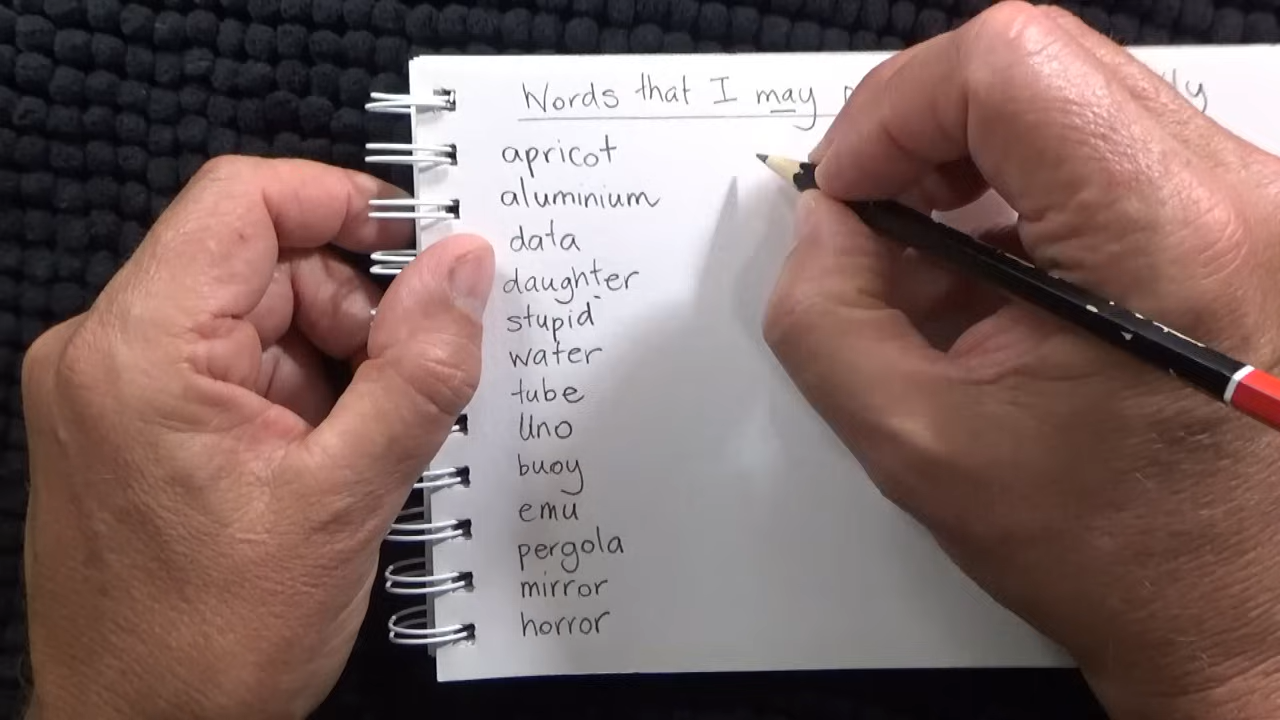 Words that I may
apricot
aluminium
data
daughter
stupid
water
tube
Uno
buoy
emu
pergola
mirror
horror